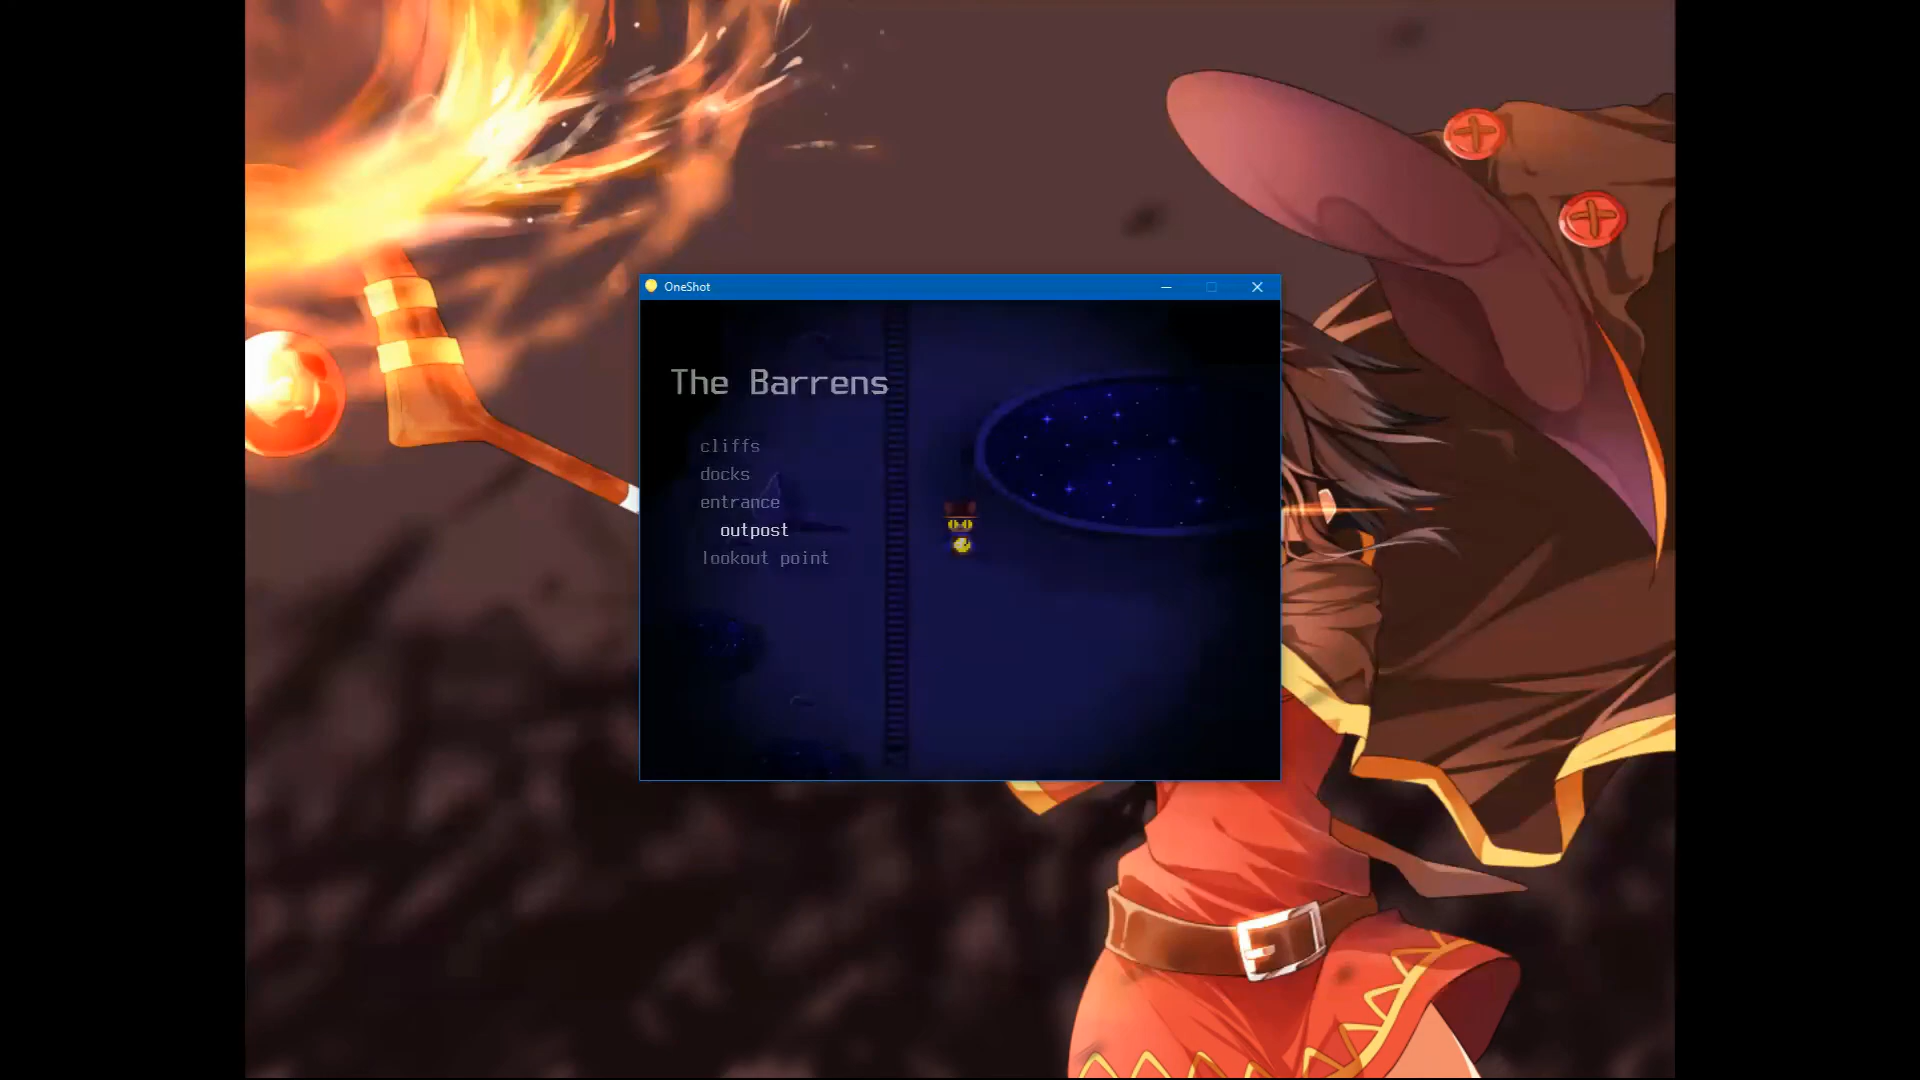 OneShot
The Barrens
cliffs
docks
entrance
outpost
lookout point